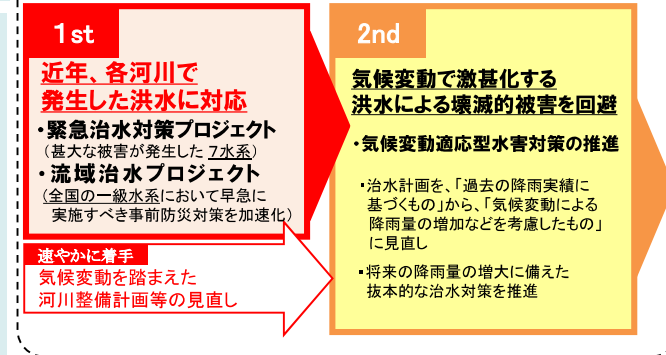 1st
近年、各河川で
発生した洪水に対応
・緊急治水対策プロジェクト
（甚大な被害が発生した ７水系）
・流域治水プロジェクト
（全国の一級水系において早急に
実施すべき事前防災対策を加速化）
速やかに着手
気候変動を踏まえた
河川整備計画等の見直し
2nd
気候変動で激甚化する
洪水による壊滅的被害を回避
・気候変動適応型水害対策の推進
・治水計画を、「過去の降雨実績に
基づくもの」から、「気候変動による
降雨量の増加などを考慮したもの」
に見直し
・将来の降雨量の増大に備えた
抜本的な治水対策を推進